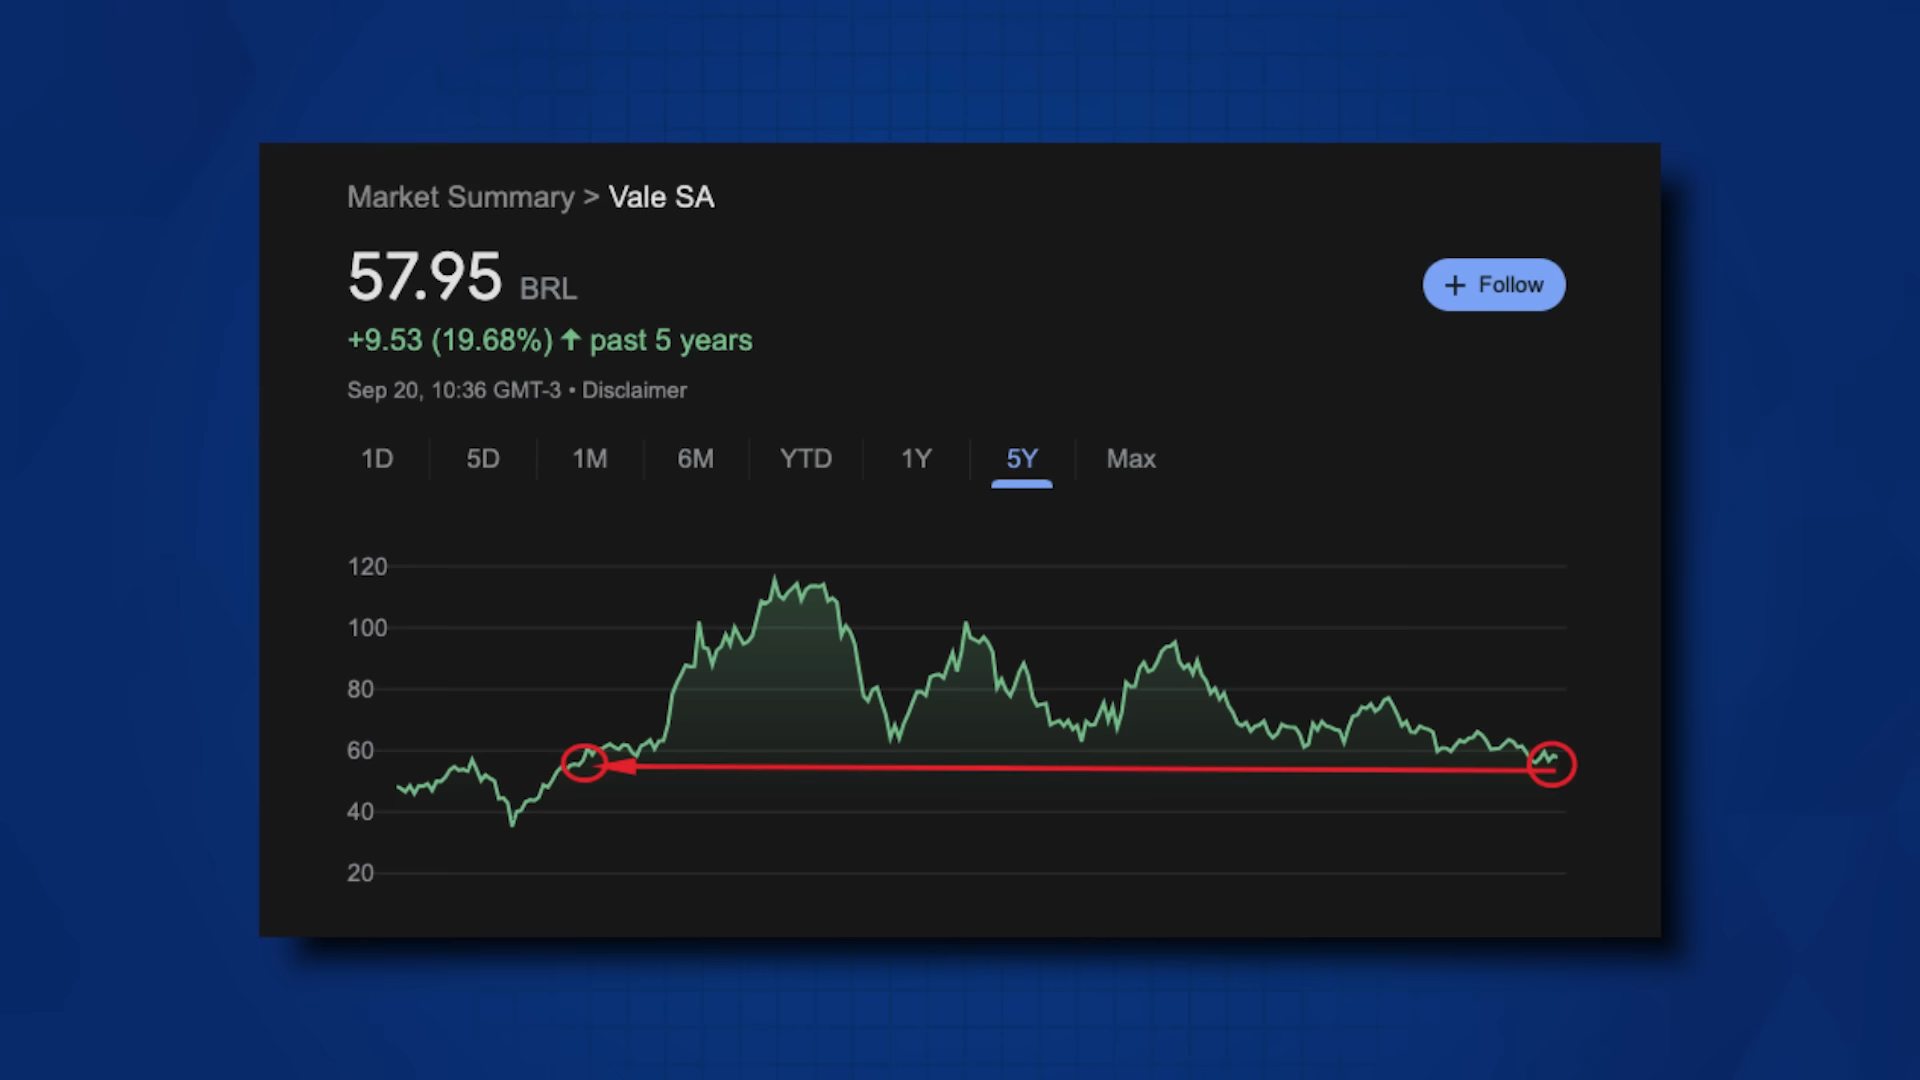 Market Summary > Vale SA
57.95 BRL
+ Follow
+9.53 (19.68%) ↑ past 5 years
Sep 20, 10:36 GMT-3 • Disclaimer
1D 5D 1M 6M YTD 1Y 5Y Max
120
100
80
60
40
20